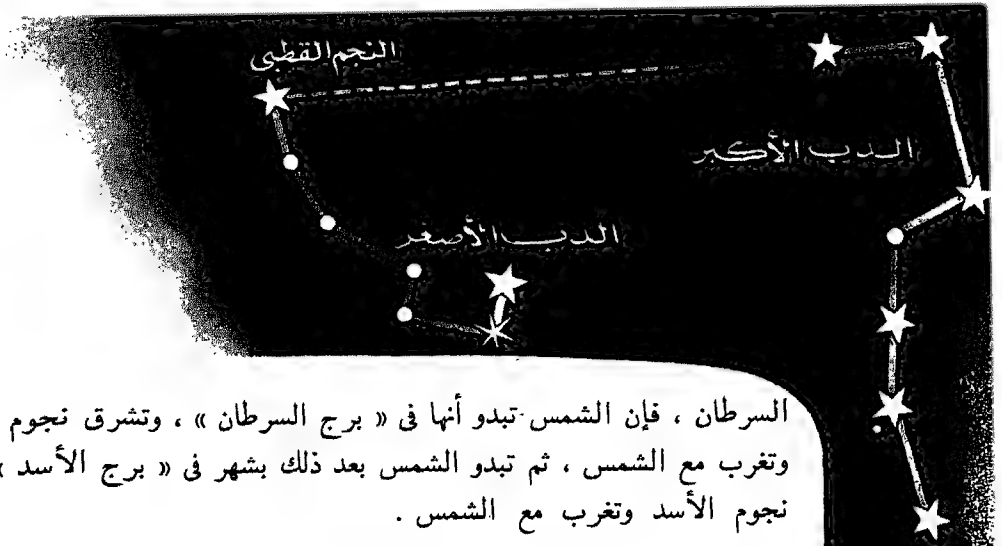 النجم القطبى
الدب الأكبر
الدب الأصغر
السرطان ، فإن الشمس تبدو أنها فى « برج السرطان » ، وتشرق نجوم
وتغرب مع الشمس ، ثم تبدو الشمس بعد ذلك بشهر فى « برج الأسد »
نجوم الأسد وتغرب مع الشمس .